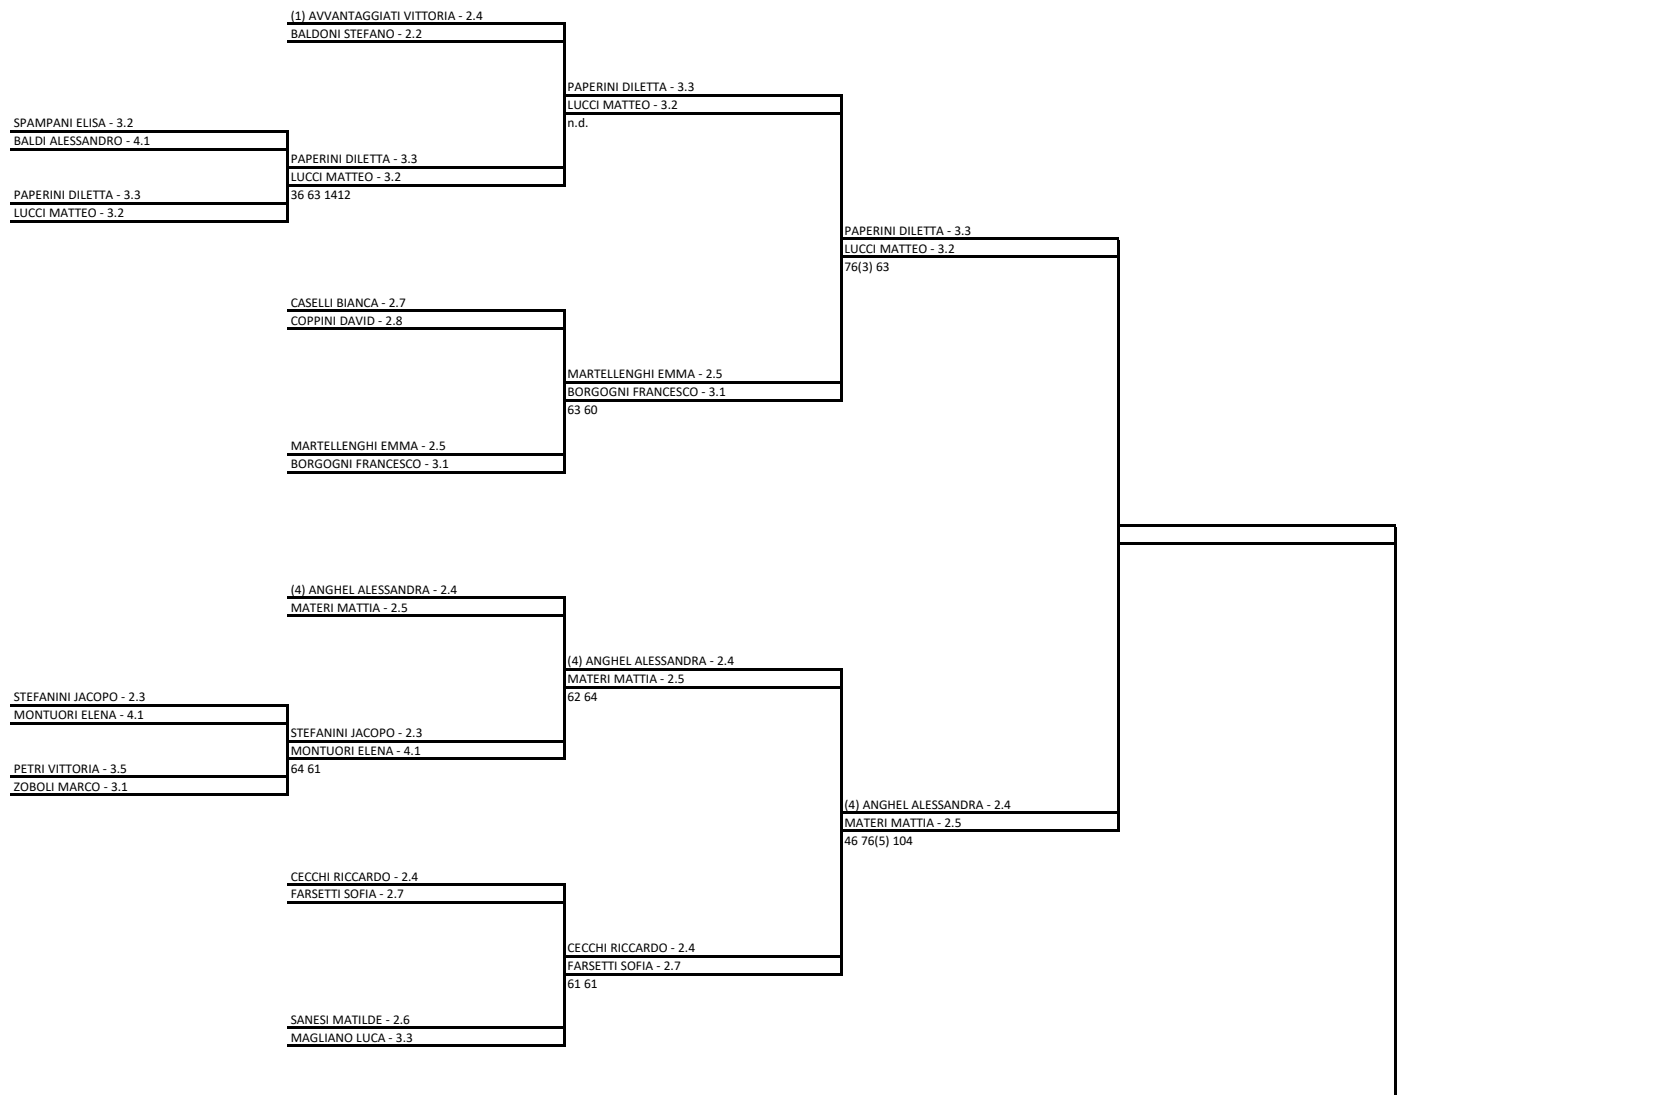 (1) AVVANTAGGIATI VITTORIA - 2.4
BALDONI STEFANO - 2.2
PAPERINI DILETTA - 3.3
LUCCI MATTEO - 3.2
n.d.
SPAMPANI ELISA - 3.2
BALDI ALESSANDRO - 4.1
PAPERINI DILETTA - 3.3
LUCCI MATTEO - 3.2
36 63 1412
PAPERINI DILETTA - 3.3
LUCCI MATTEO - 3.2
PAPERINI DILETTA - 3.3
LUCCI MATTEO - 3.2
76(3) 63
CASELLI BIANCA - 2.7
COPPINI DAVID - 2.8
MARTELLENGHI EMMA - 2.5
BORGOGNI FRANCESCO - 3.1
63 60
MARTELLENGHI EMMA - 2.5
BORGOGNI FRANCESCO - 3.1
(4) ANGHEL ALESSANDRA - 2.4
MATERI MATTIA - 2.5
(4) ANGHEL ALESSANDRA - 2.4
MATERI MATTIA - 2.5
62 64
STEFANINI JACOPO - 2.3
MONTUORI ELENA - 4.1
STEFANINI JACOPO - 2.3
MONTUORI ELENA - 4.1
64 61
PETRI VITTORIA - 3.5
ZOBOLI MARCO - 3.1
(4) ANGHEL ALESSANDRA - 2.4
MATERI MATTIA - 2.5
46 76(5) 104
CECCHI RICCARDO - 2.4
FARSETTI SOFIA - 2.7
CECCHI RICCARDO - 2.4
FARSETTI SOFIA - 2.7
61 61
SANESI MATILDE - 2.6
MAGLIANO LUCA - 3.3